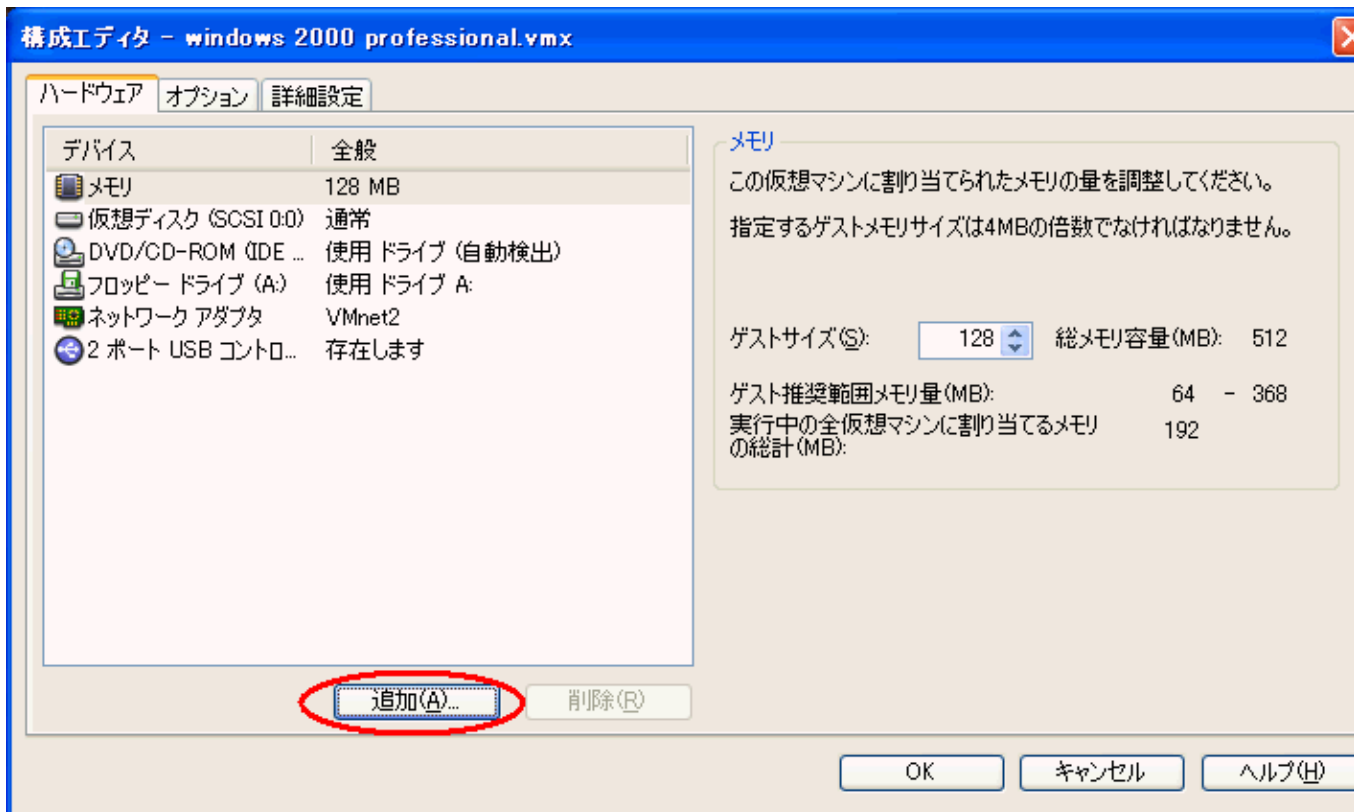 構成エディタ - windows 2000 professional.vmx
ハードウェア オプション 詳細設定
デバイス 全般
メモリ 128 MB
仮想ディスク (SCSI 0:0) 通常
DVD/CD-ROM (IDE ... 使用 ドライブ (自動検出)
フロッピー ドライブ (A:) 使用 ドライブ A:
ネットワーク アダプタ VMnet2
2 ポート USB コントロ... 存在します
追加(A)... 削除(R)
メモリ
この仮想マシンに割り当てられたメモリの量を調整してください。
指定するゲストメモリサイズは4MBの倍数でなければなりません。
ゲストサイズ(S): 128 総メモリ容量(MB): 512
ゲスト推奨範囲メモリ量(MB): 64 - 368
実行中の全仮想マシンに割り当てるメモリ
の総計(MB): 192
OK キャンセル ヘルプ(H)